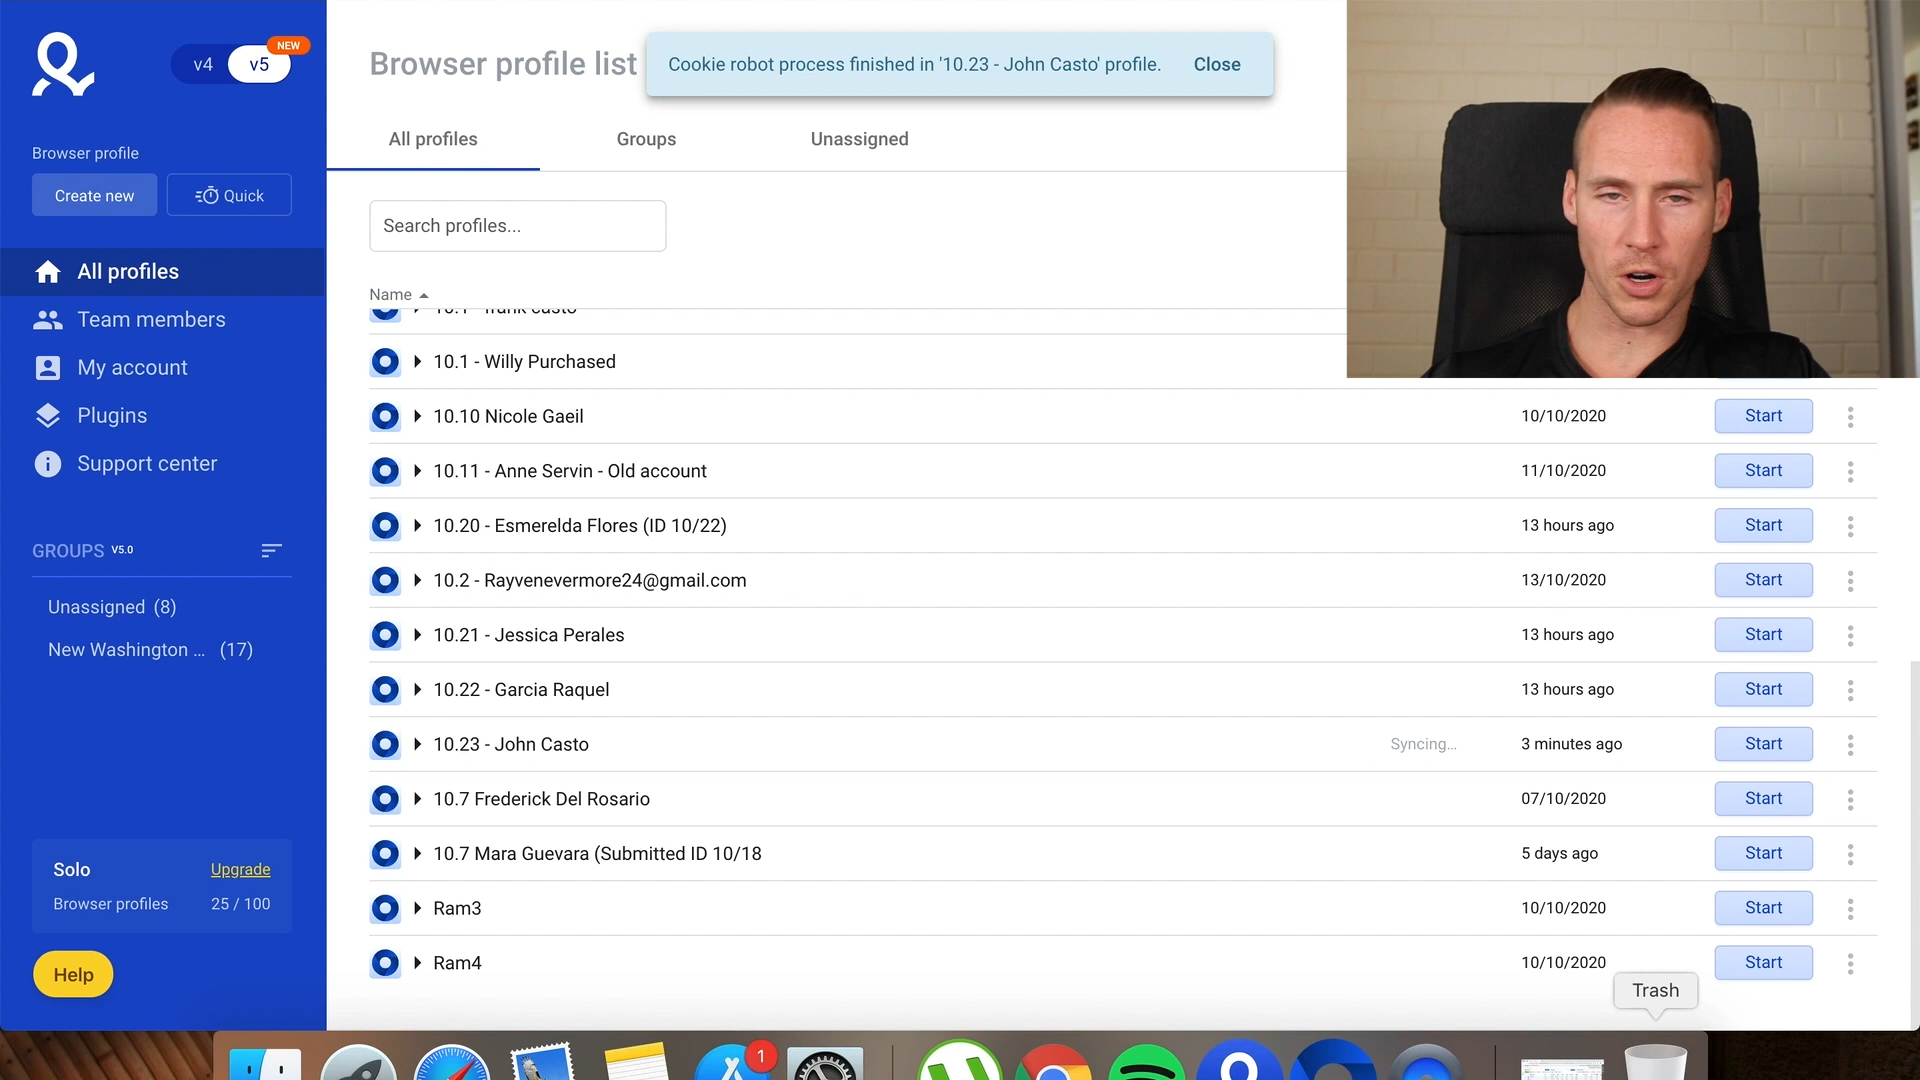 v4
v5
NEW
Browser profile
Create new
Quick
All profiles
Team members
My account
Plugins
Support center
GROUPS V5.0
Unassigned (8)
New Washington ... (17)
Solo
Upgrade
Browser profiles
25 / 100
Help
Browser profile list
Cookie robot process finished in '10.23 - John Casto' profile.
Close
All profiles
Groups
Unassigned
Search profiles...
Name
10.1 - frank casto
10.1 - Willy Purchased
10.10 Nicole Gaeil
10/10/2020
Start
10.11 - Anne Servin - Old account
11/10/2020
Start
10.20 - Esmerelda Flores (ID 10/22)
13 hours ago
Start
10.2 - Rayvenevermore24@gmail.com
13/10/2020
Start
10.21 - Jessica Perales
13 hours ago
Start
10.22 - Garcia Raquel
13 hours ago
Start
10.23 - John Casto
Syncing...
3 minutes ago
Start
10.7 Frederick Del Rosario
07/10/2020
Start
10.7 Mara Guevara (Submitted ID 10/18
5 days ago
Start
Ram3
10/10/2020
Start
Ram4
10/10/2020
Start
Trash
1